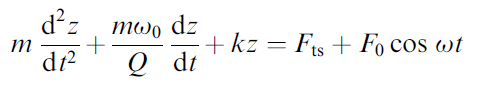 m d²z/dt² + mω₀/Q dz/dt + kz = F_ts + F₀ cos ωt